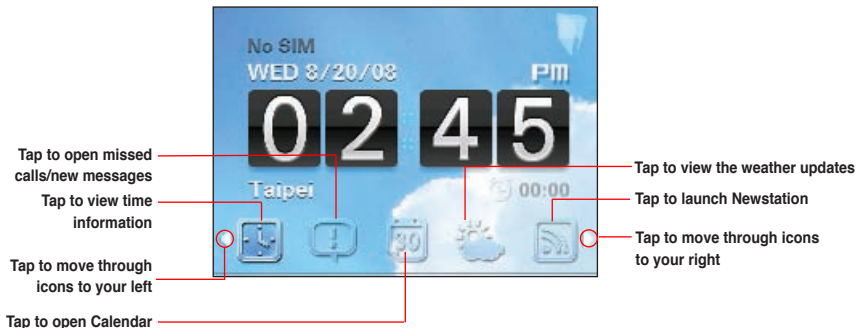 No SIM
WED 8/20/08 PM
02:45
Taipei 00:00
30
Tap to open missed
calls/new messages
Tap to view time
information
Tap to move through
icons to your left
Tap to open Calendar
Tap to view the weather updates
Tap to launch Newstation
Tap to move through icons
to your right